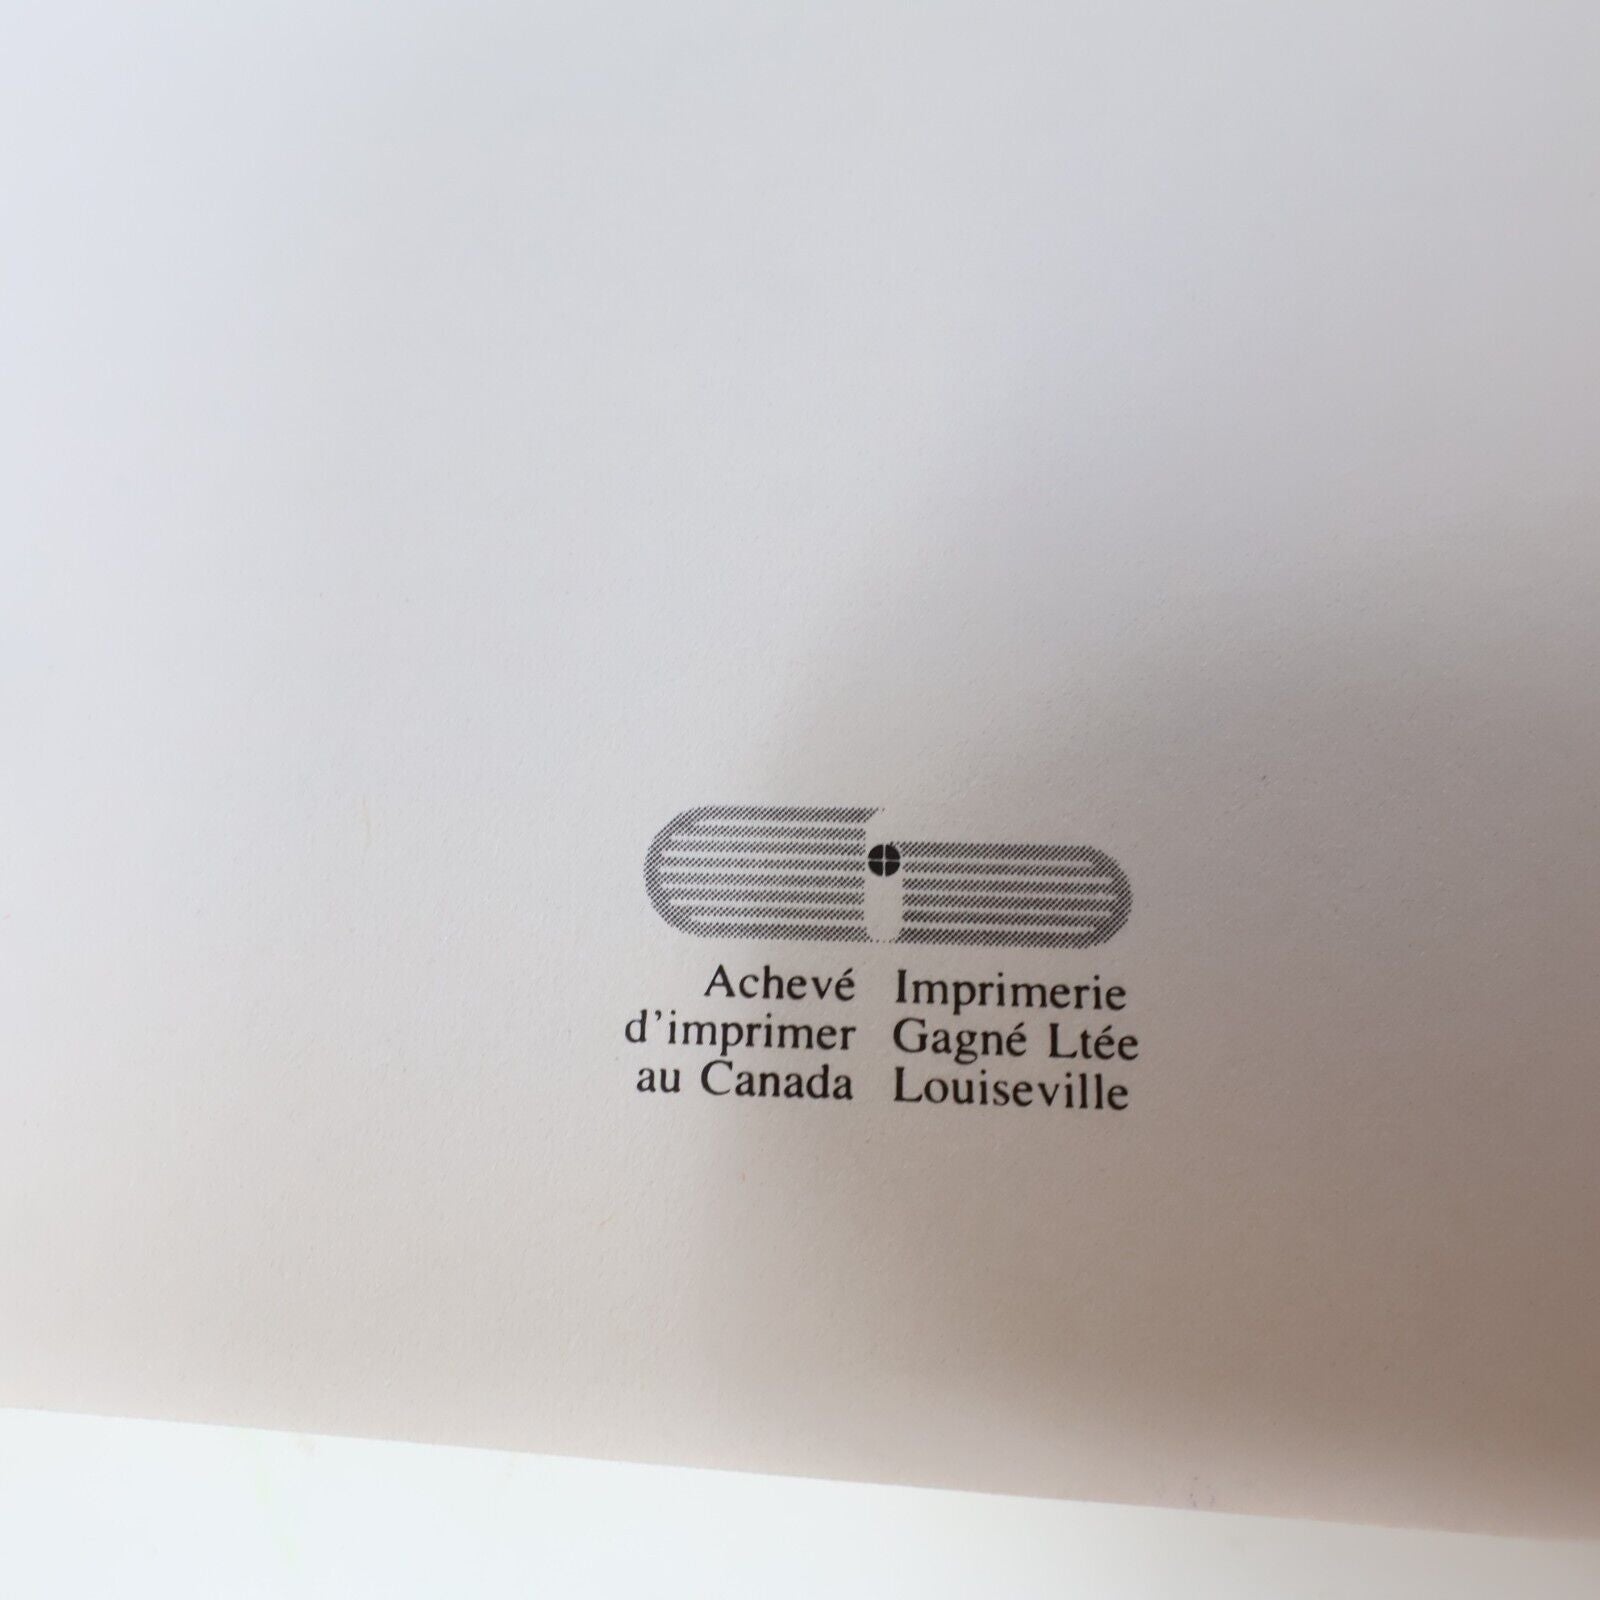 Achevé
d'imprimer
au Canada
Imprimerie
Gagné Ltée
Louiseville